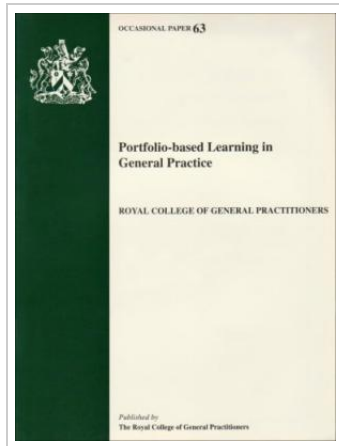 OCCASIONAL PAPER 63
Portfolio-based Learning in
General Practice
ROYAL COLLEGE OF GENERAL PRACTITIONERS
Published by
The Royal College of General Practitioners